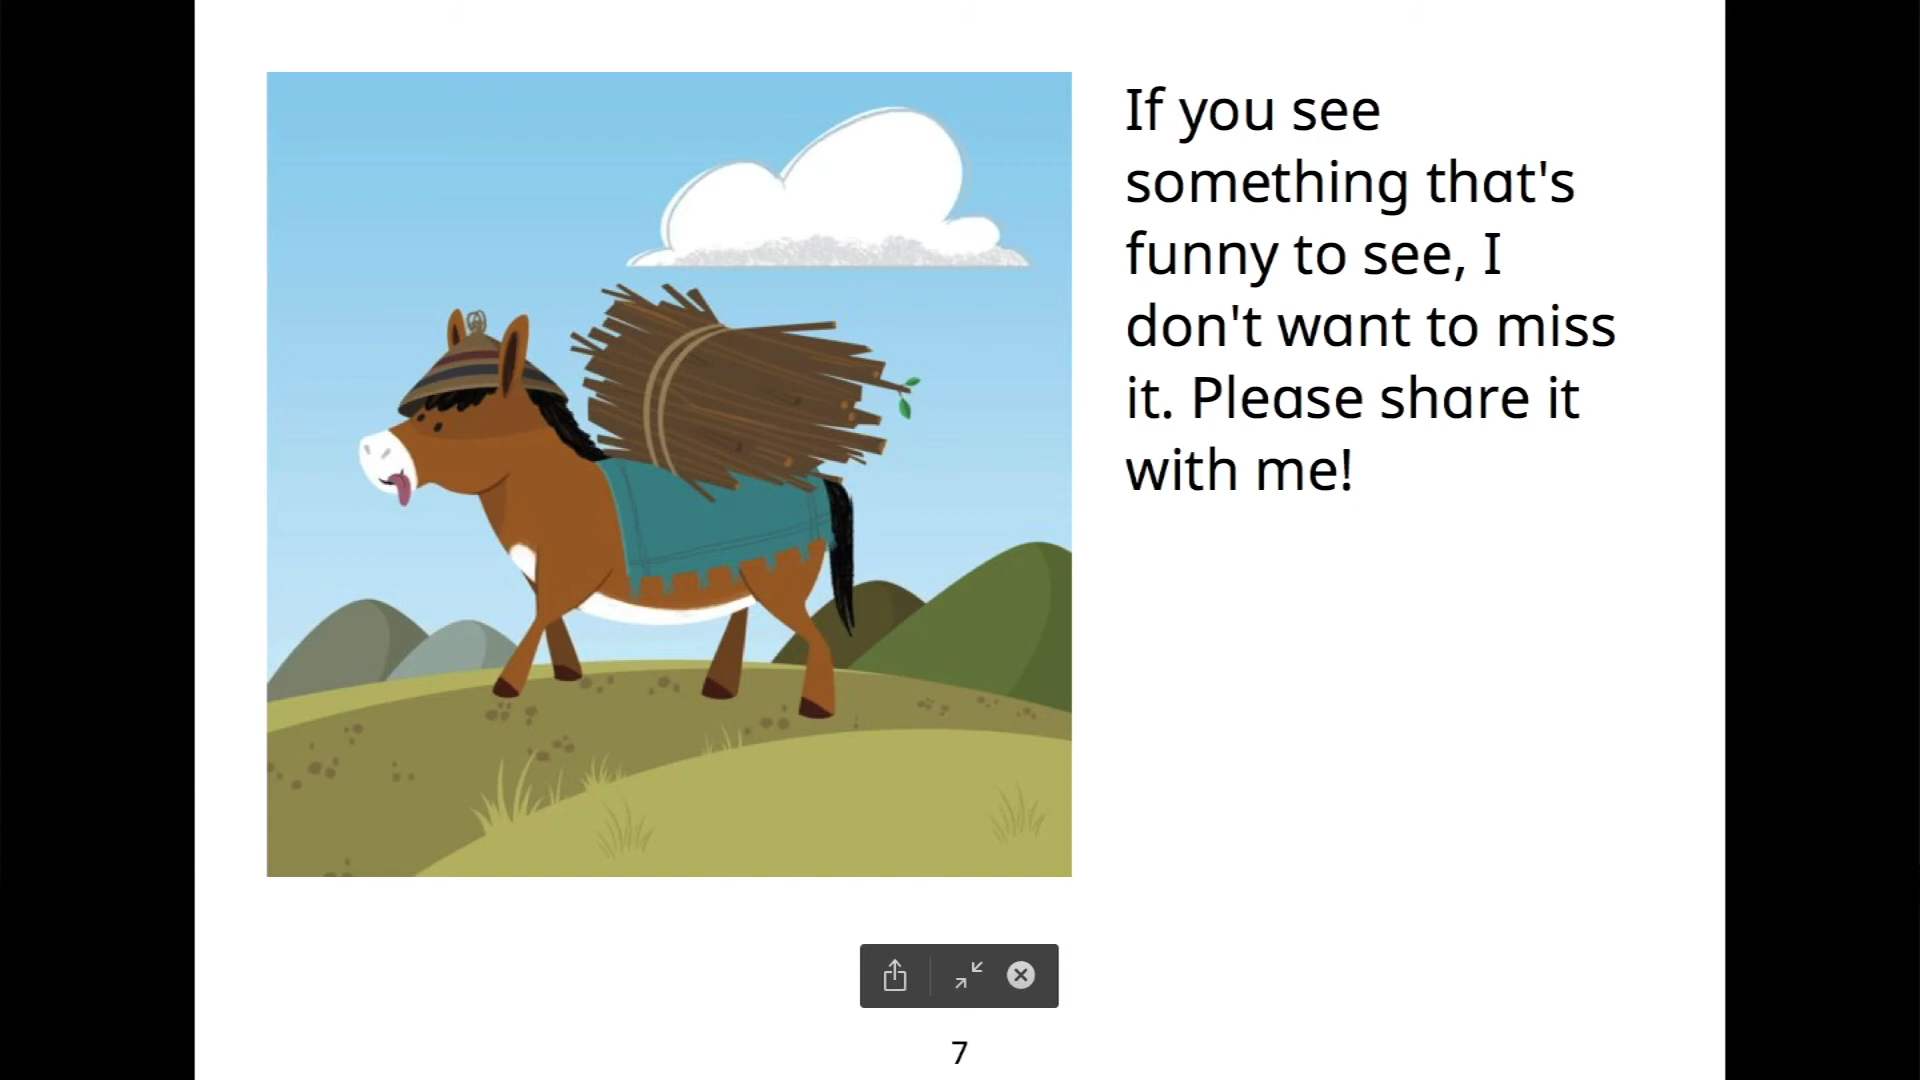 If you see
something that's
funny to see, I
don't want to miss
it. Please share it
with me!
7